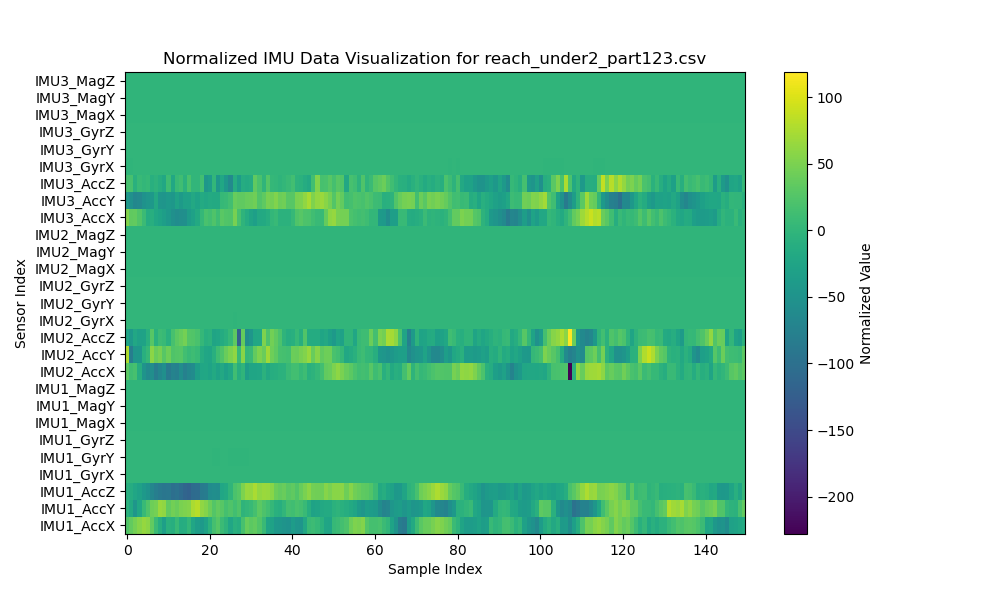 Normalized IMU Data Visualization for reach_under2_part123.csv
IMU3_MagZ
IMU3_MagY
IMU3_MagX
IMU3_GyrZ
IMU3_GyrY
IMU3_GyrX
IMU3_AccZ
IMU3_AccY
IMU3_AccX
IMU2_MagZ
IMU2_MagY
IMU2_MagX
IMU2_GyrZ
IMU2_GyrY
IMU2_GyrX
IMU2_AccZ
IMU2_AccY
IMU2_AccX
IMU1_MagZ
IMU1_MagY
IMU1_MagX
IMU1_GyrZ
IMU1_GyrY
IMU1_GyrX
IMU1_AccZ
IMU1_AccY
IMU1_AccX
Sensor Index
0 20 40 60 80 100 120 140
Sample Index
100
50
0
−50
−100
−150
−200
Normalized Value